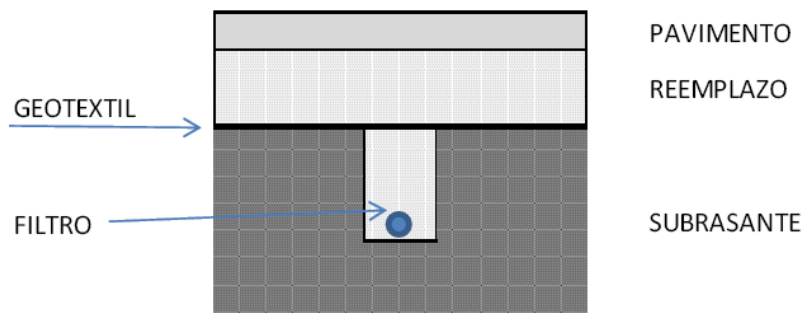 PAVIMENTO
REEMPLAZO
GEOTEXTIL
FILTRO
SUBRASANTE